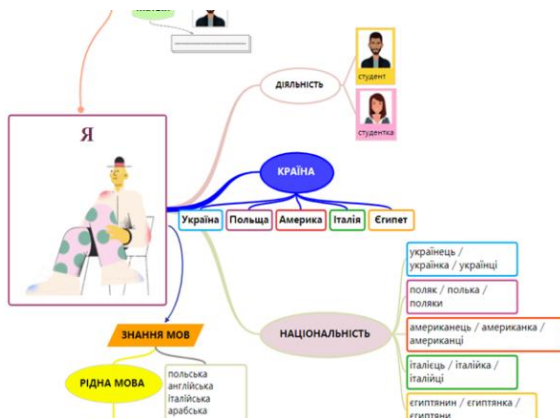 Я
ДІЯЛЬНІСТЬ
студент
студентка
КРАЇНА
Україна
Польща
Америка
Італія
Єгипет
НАЦІОНАЛЬНІСТЬ
українець /
українка / українці
поляк / полька /
поляки
американець / американка /
американці
італієць / італійка /
італійці
єгиптянин / єгиптянка /
єгиптяни
ЗНАННЯ МОВ
РІДНА МОВА
польська
англійська
італійська
арабська